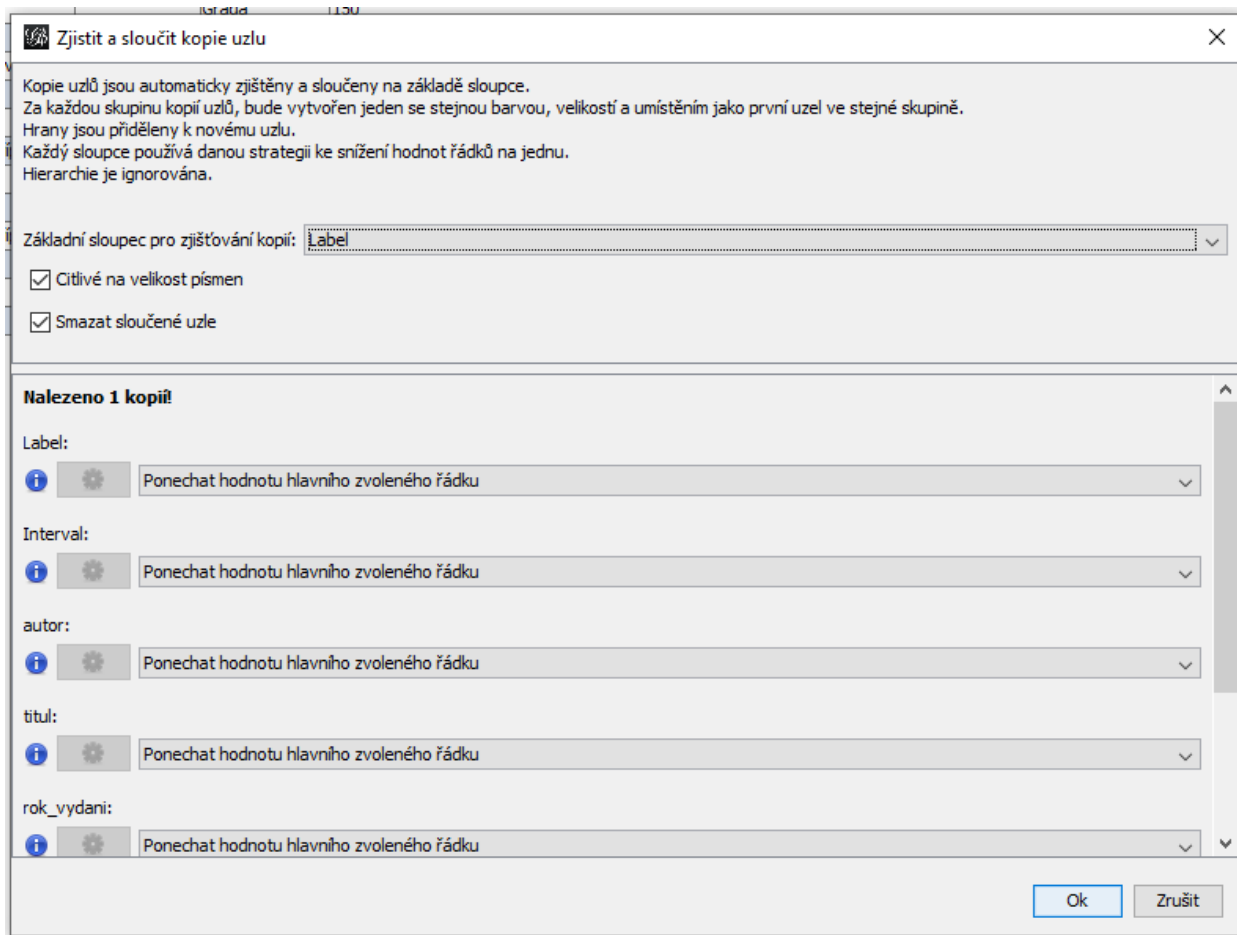 Grada 150
Zjistit a sloučit kopie uzlu
Kopie uzlů jsou automaticky zjištěny a sloučeny na základě sloupce.
Za každou skupinu kopií uzlů, bude vytvořen jeden se stejnou barvou, velikostí a umístěním jako první uzel ve stejné skupině.
Hrany jsou přiděleny k novému uzlu.
Každý sloupce používá danou strategii ke snížení hodnot řádků na jednu.
Hierarchie je ignorována.
Základní sloupec pro zjišťování kopií: Label
Citlivé na velikost písmen
Smazat sloučené uzle
Nalezeno 1 kopií!
Label:
Ponechat hodnotu hlavního zvoleného řádku
Interval:
Ponechat hodnotu hlavního zvoleného řádku
autor:
Ponechat hodnotu hlavního zvoleného řádku
titul:
Ponechat hodnotu hlavního zvoleného řádku
rok_vydani:
Ponechat hodnotu hlavního zvoleného řádku
Ok Zrušit